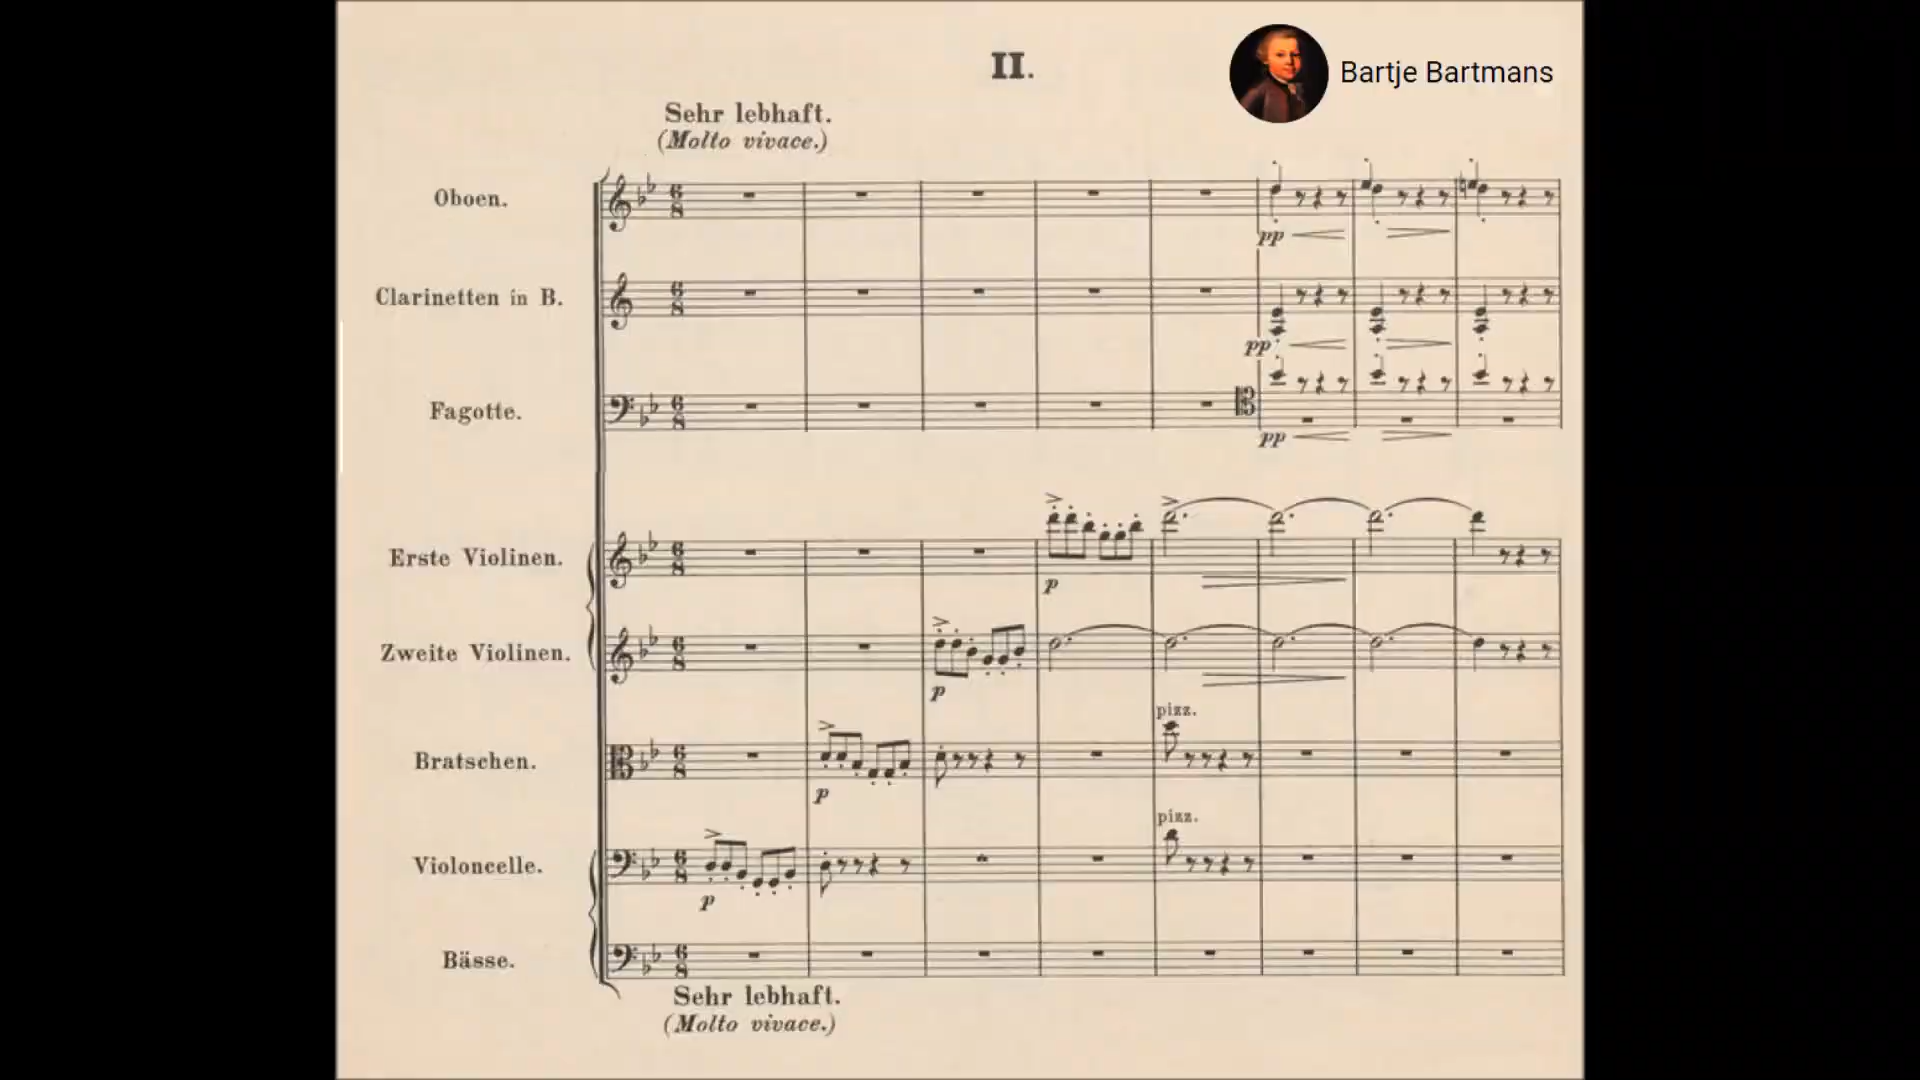 II.
Bartje Bartmans
Sehr lebhaft.
(Molto vivace.)
Oboen.
pp
Clarinetten in B.
pp
Fagotte.
pp
Erste Violinen.
p
Zweite Violinen.
p
pizz.
Bratschen.
p
pizz.
Violoncelle.
p
Bässe.
Sehr lebhaft.
(Molto vivace.)